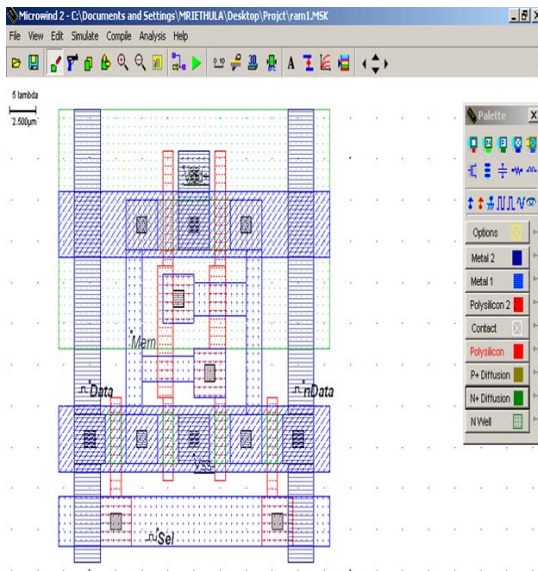 Microwind 2 - C:\Documents and Settings\MRIETHULA\Desktop\Projct\ram1.MSK
File View Edit Simulate Compile Analysis Help
5 lambda
2.500µm
Palette
Options
Metal 2
Metal 1
Polysilicon 2
Contact
Polysilicon
P+ Diffusion
N+ Diffusion
N Well
Mem
Data
nData
Vss-
Sel